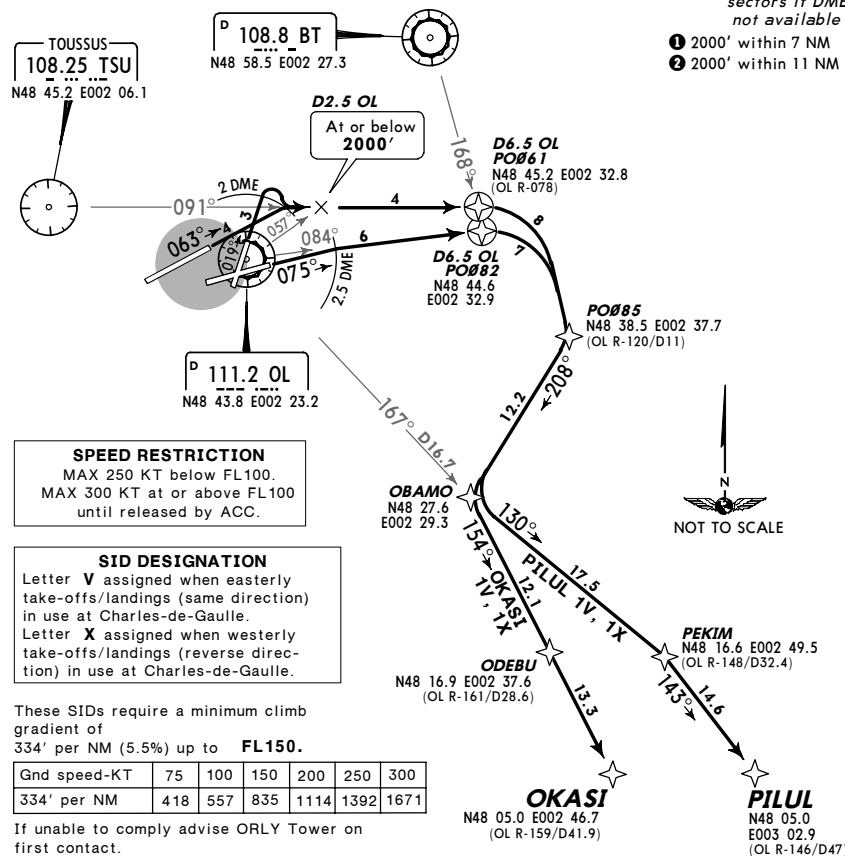 sectors if DME
not available
❶ 2000' within 7 NM
❷ 2000' within 11 NM
TOUSSUS
108.25 TSU
N48 45.2 E002 06.1
D
108.8 BT
N48 58.5 E002 27.3
D2.5 OL
At or below
2000'
168°
D6.5 OL
PO061
N48 45.2 E002 32.8
(OL R-078)
2 DME
091°
063°
4
3
019°
057°
084°
075°
4
6
2.5 DME
8
7
D6.5 OL
PO082
N48 44.6
E002 32.9
PO085
N48 38.5 E002 37.7
(OL R-120/D11)
D
111.2 OL
N48 43.8 E002 23.2
208°
12.2
167°
D16.7
SPEED RESTRICTION
MAX 250 KT below FL100.
MAX 300 KT at or above FL100
until released by ACC.
OBAMO
N48 27.6
E002 29.3
N
NOT TO SCALE
130°
154°
OKASI
1V, 1X
12.1
PILUL 1V, 1X
17.5
SID DESIGNATION
Letter V assigned when easterly
take-offs/landings (same direction)
in use at Charles-de-Gaulle.
Letter X assigned when westerly
take-offs/landings (reverse direc-
tion) in use at Charles-de-Gaulle.
PEKIM
N48 16.6 E002 49.5
(OL R-148/D32.4)
ODEBU
N48 16.9 E002 37.6
(OL R-161/D28.6)
143°
14.6
13.3
These SIDs require a minimum climb
gradient of
334' per NM (5.5%) up to FL150.
Gnd speed-KT 75 100 150 200 250 300
334' per NM 418 557 835 1114 1392 1671
If unable to comply advise ORLY Tower on
first contact.
OKASI
N48 05.0 E002 46.7
(OL R-159/D41.9)
PILUL
N48 05.0
E003 02.9
(OL R-146/D47)